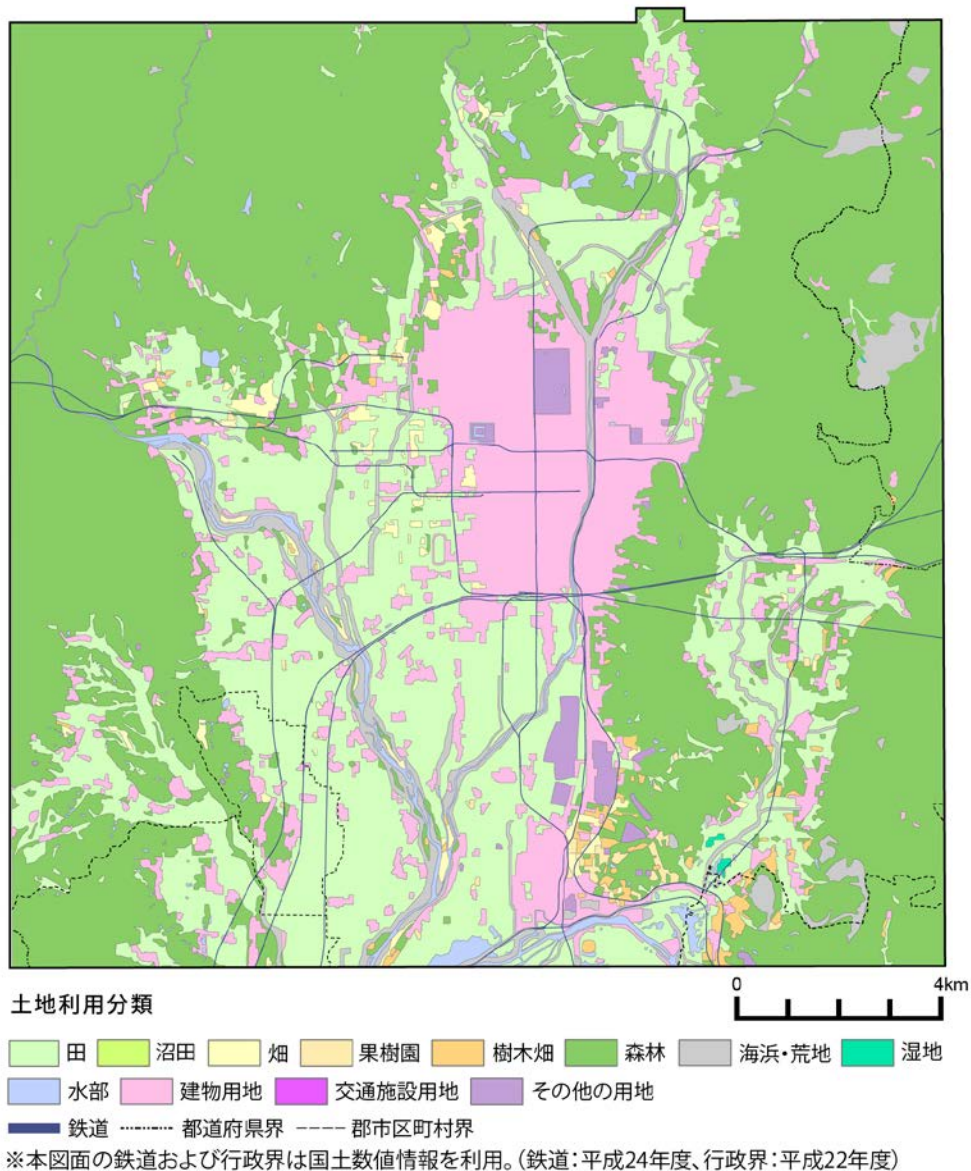 0 4km
土地利用分類
田 沼田 畑 果樹園 樹木畑 森林 海浜・荒地 湿地
水部 建物用地 交通施設用地 その他の用地
鉄道 都道府県界 郡市区町村界
※本図面の鉄道および行政界は国土数値情報を利用。(鉄道:平成24年度、行政界:平成22年度)